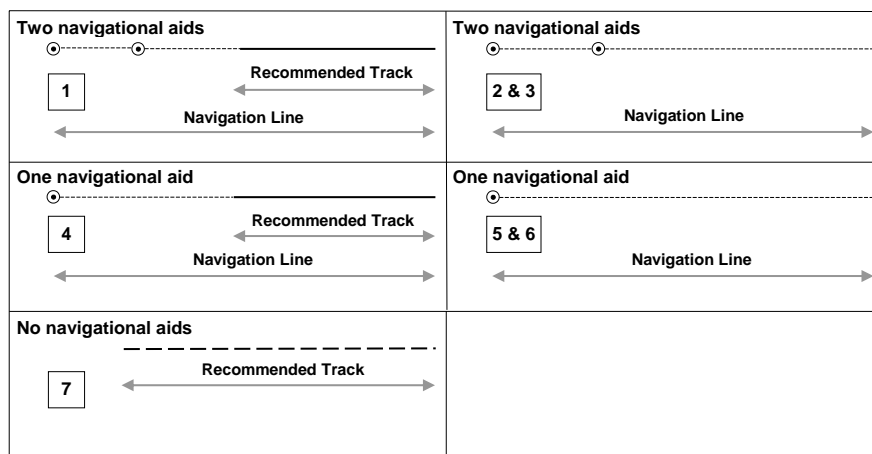 Two navigational aids
Recommended Track
1
Navigation Line
Two navigational aids
2 & 3
Navigation Line
One navigational aid
Recommended Track
4
Navigation Line
One navigational aid
5 & 6
Navigation Line
No navigational aids
Recommended Track
7